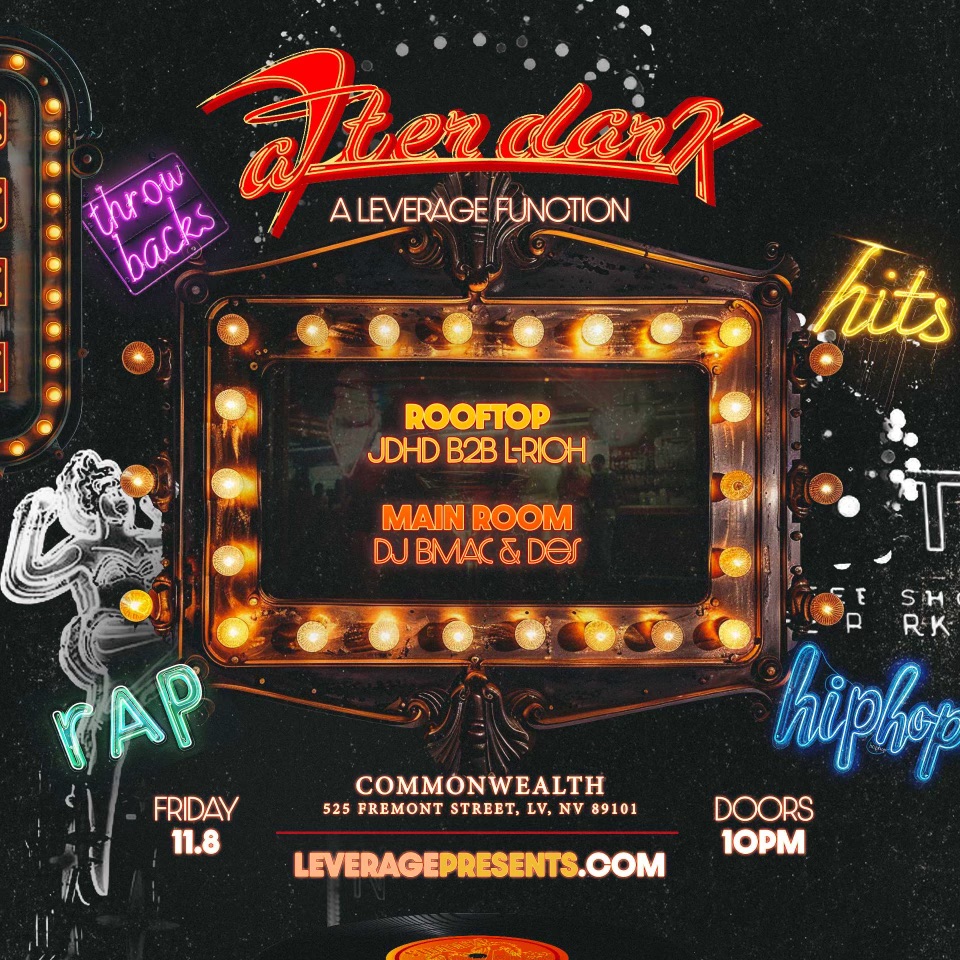 after dark
A LEVERAGE FUNCTION
throw
backs
hits
ROOFTOP
JDHD B2B L-RICH
MAIN ROOM
DJ BMAC & DES
rAP
hiphop
COMMONWEALTH
525 FREMONT STREET, LV, NV 89101
FRIDAY
11.8
DOORS
10PM
LEVERAGEPRESENTS.COM